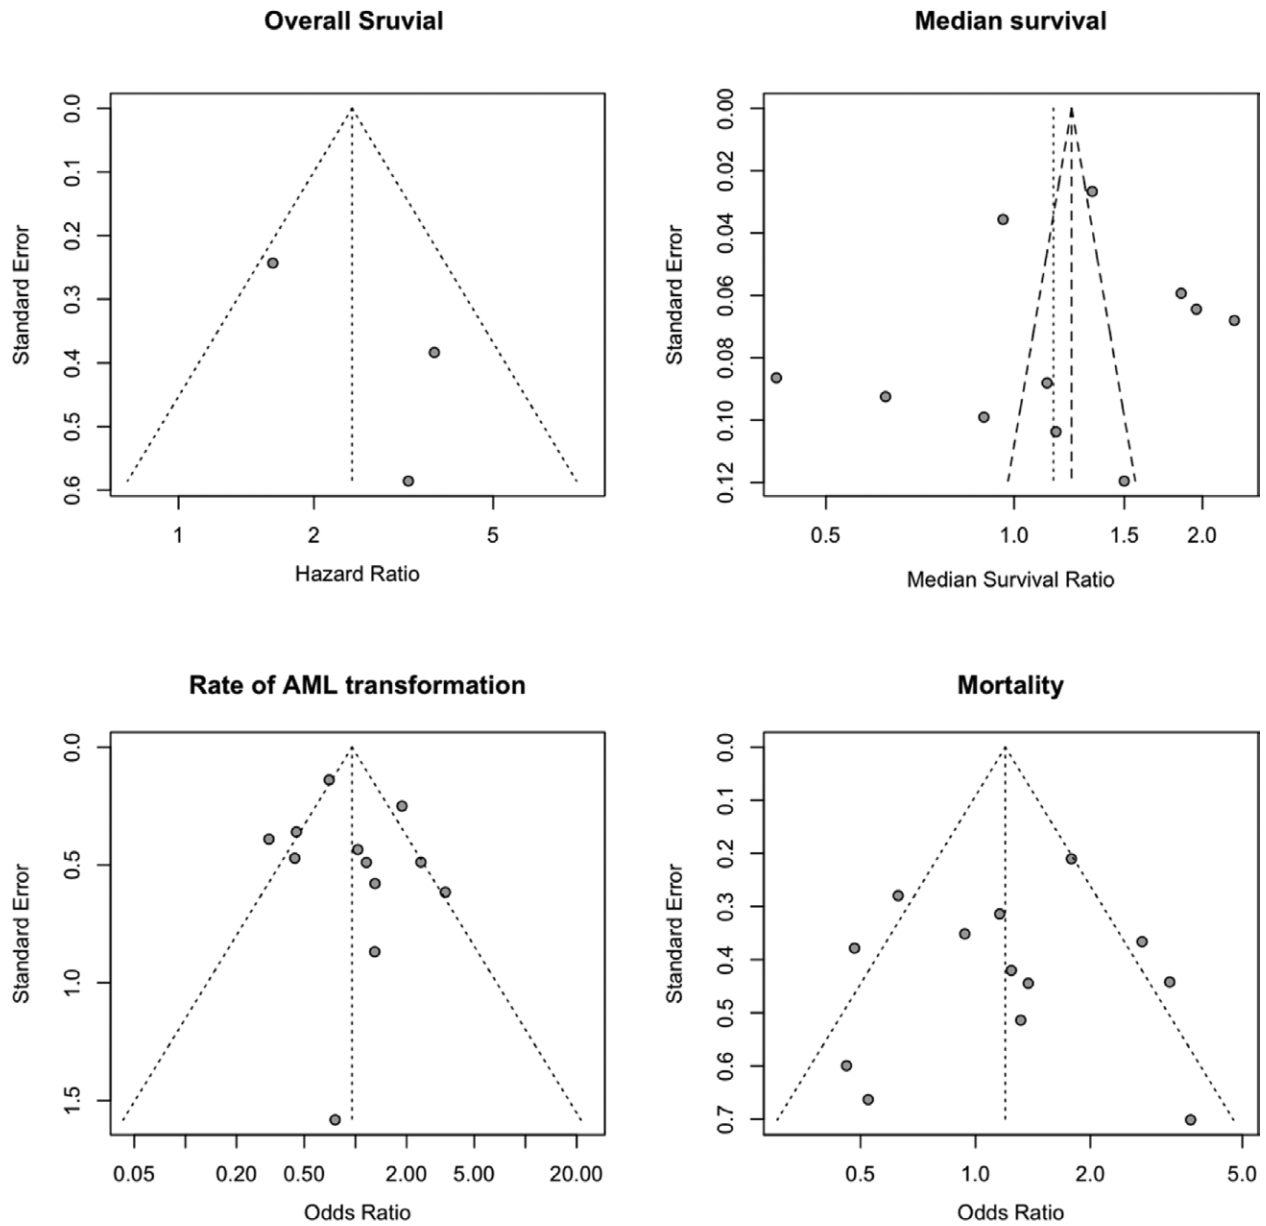 Overall Sruvial
Standard Error
0.0
0.1
0.2
0.3
0.4
0.5
0.6
1 2 5
Hazard Ratio
Median survival
Standard Error
0.00
0.02
0.04
0.06
0.08
0.10
0.12
0.5 1.0 1.5 2.0
Median Survival Ratio
Rate of AML transformation
Standard Error
0.0
0.5
1.0
1.5
0.05 0.20 0.50 2.00 5.00 20.00
Odds Ratio
Mortality
Standard Error
0.0
0.1
0.2
0.3
0.4
0.5
0.6
0.7
0.5 1.0 2.0 5.0
Odds Ratio